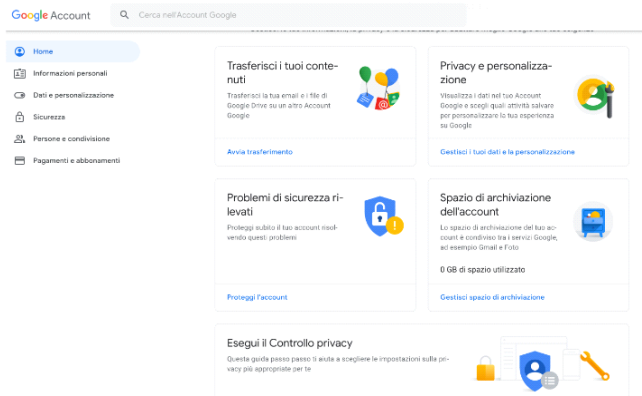 Google Account
Cerca nell'Account Google
Home
Informazioni personali
Dati e personalizzazione
Sicurezza
Persone e condivisione
Pagamenti e abbonamenti
Trasferisci i tuoi conte-
nuti
Trasferisci la tua email e i file di
Google Drive su un altro Account
Google
Avvia trasferimento
Privacy e personalizza-
zione
Visualizza i dati nel tuo Account
Google e scegli quali attività salvare
per personalizzare la tua esperienza
su Google
Gestisci i tuoi dati e la personalizzazione
Problemi di sicurezza ri-
levati
Proteggi subito il tuo account risol-
vendo questi problemi
Proteggi l'account
Spazio di archiviazione
dell'account
Lo spazio di archiviazione del tuo ac-
count è condiviso tra i servizi Google,
ad esempio Gmail e Foto
0 GB di spazio utilizzato
Gestisci spazio di archiviazione
Esegui il Controllo privacy
Questa guida passo passo ti aiuta a scegliere le impostazioni sulla pri-
vacy più appropriate per te